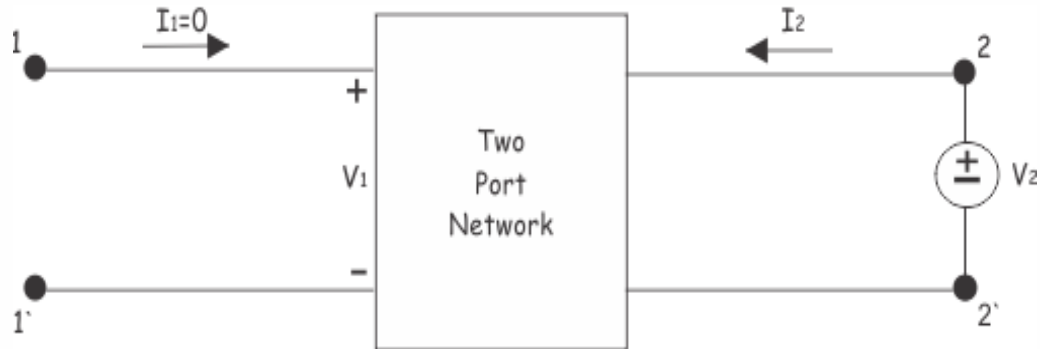 1
I1=0
I2
2
+
V1
-
Two
Port
Network
+
-
V2
1`
2`